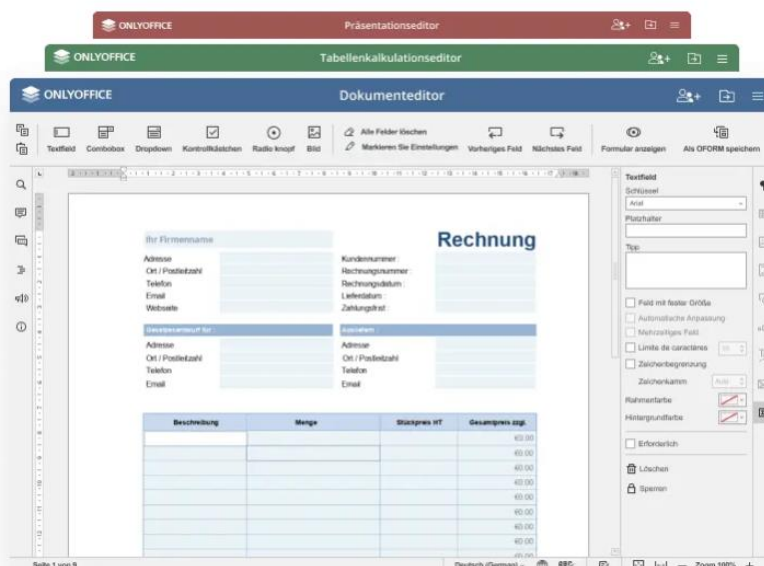 ONLYOFFICE Präsentationseditor
ONLYOFFICE Tabellenkalkulationseditor
ONLYOFFICE Dokumenteditor
Textfeld Combobox Dropdown Kontrollkästchen Radio knopf Bild
Alle Felder löschen
Markieren Sie Einstellungen
Vorheriges Feld Nächstes Feld Formular anzeigen Als OFORM speichern
Ihr Firmenname
Rechnung
Adresse
Ort / Postleitzahl
Telefon
Email
Webseite
Kundennummer :
Rechnungsnummer :
Rechnungsdatum :
Lieferdatum :
Zahlungsfrist :
Adresse
Ort / Postleitzahl
Telefon
Email
Adresse
Ort / Postleitzahl
Telefon
Email
Beschreibung Menge Stückpreis HT Gesamtpreis zzgl.
€0.00
€0.00
€0.00
€0.00
€0.00
€0.00
€0.00
€0.00
€0.00
Textfeld
Schlüssel
Arial
Platzhalter
Tipp
Feld mit fester Größe
Automatische Anpassung
Mehrzeiliges Feld
Limite de caractères
Zeichenbegrenzung
Zeichenkamm
Rahmenfarbe
Hintergrundfarbe
Erforderlich
Löschen
Sperren
Seite 1 von 9
Deutsch (German)
Zoom 100%